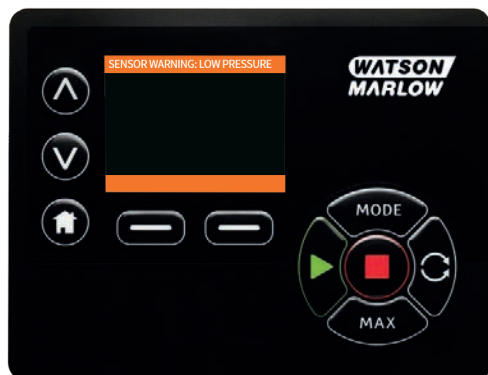 SENSOR WARNING: LOW PRESSURE
WATSON
MARLOW
MODE
MAX